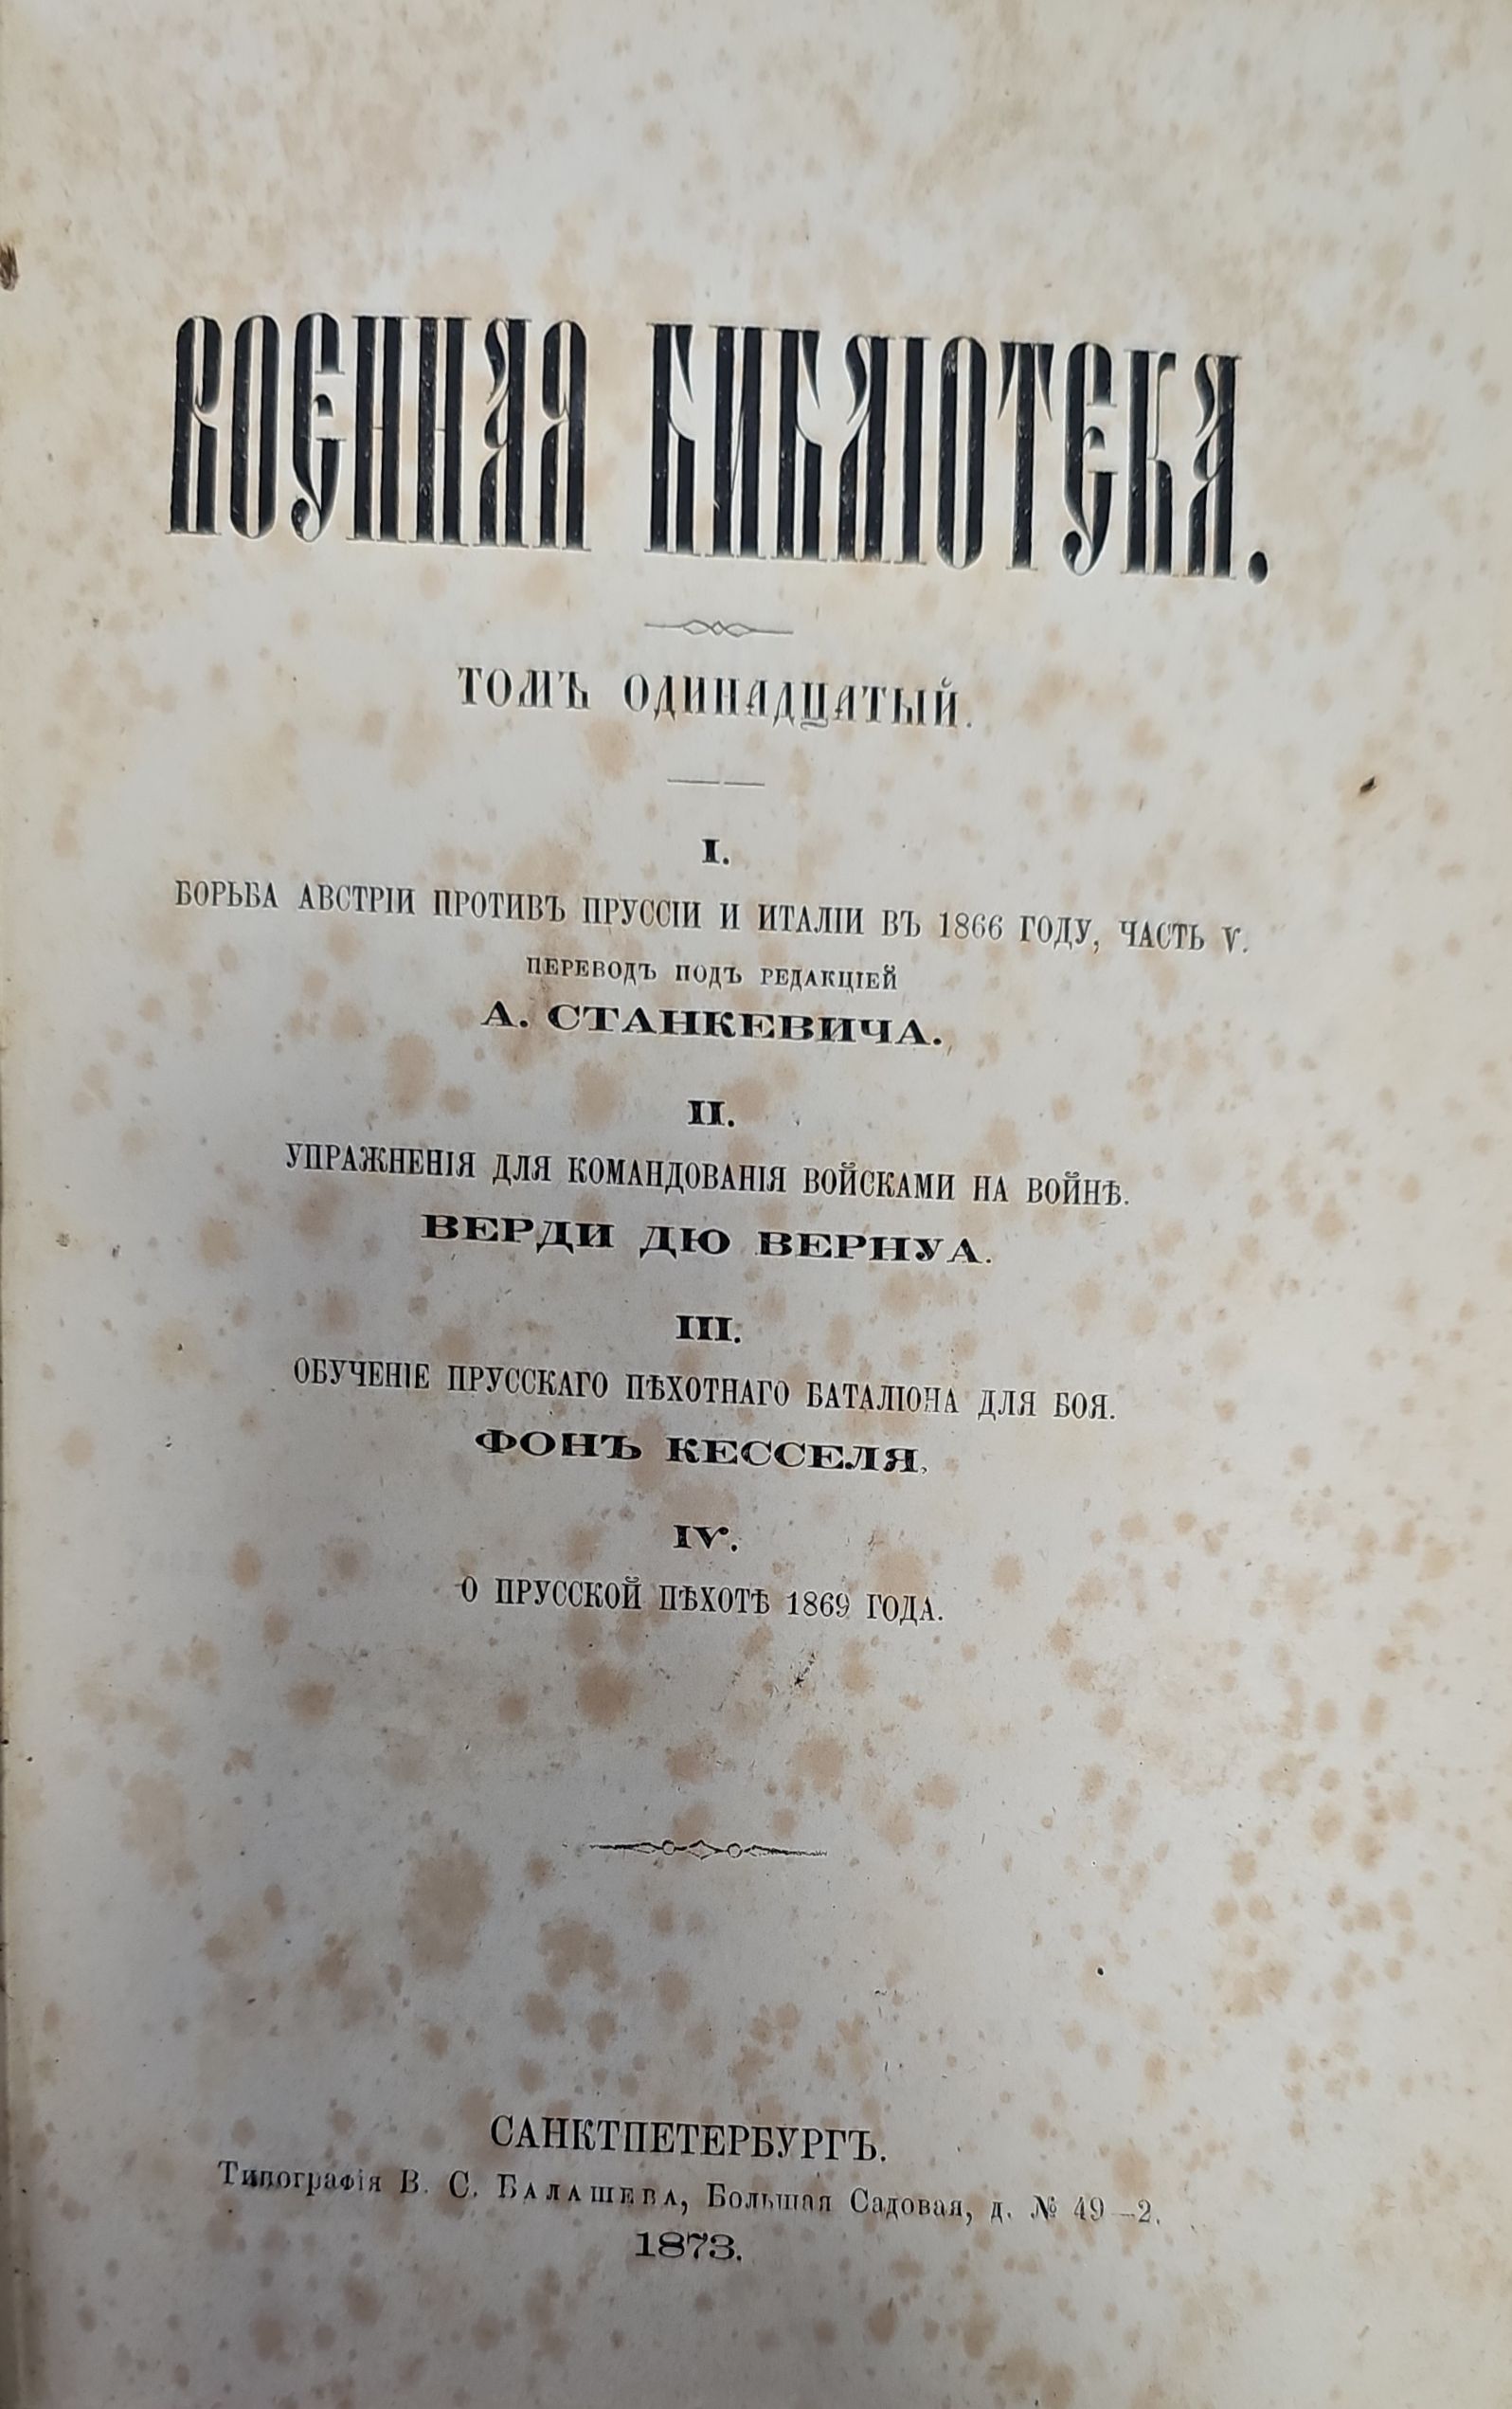 ВОЕННАЯ БИБЛІОТЕКА.
ТОМЪ ОДИНАДЦАТЫЙ.
I.
БОРЬБА АВСТРІИ ПРОТИВЪ ПРУССІИ И ИТАЛІИ ВЪ 1866 ГОДУ, ЧАСТЬ V.
ПЕРЕВОДЪ ПОДЪ РЕДАКЦІЕЙ
А. СТАНКЕВИЧА.
II.
УПРАЖНЕНІЯ ДЛЯ КОМАНДОВАНІЯ ВОЙСКАМИ НА ВОЙНѢ.
ВЕРДИ ДЮ ВЕРНУА.
III.
ОБУЧЕНІЕ ПРУССКАГО ПѢХОТНАГО БАТАЛІОНА ДЛЯ БОЯ.
ФОНЪ КЕССЕЛЯ,
IV.
О ПРУССКОЙ ПѢХОТѢ 1869 ГОДА.
САНКТПЕТЕРБУРГЪ.
Типографія В. С. БАЛАШЕВА, Большая Садовая, д. № 49—2.
1873.